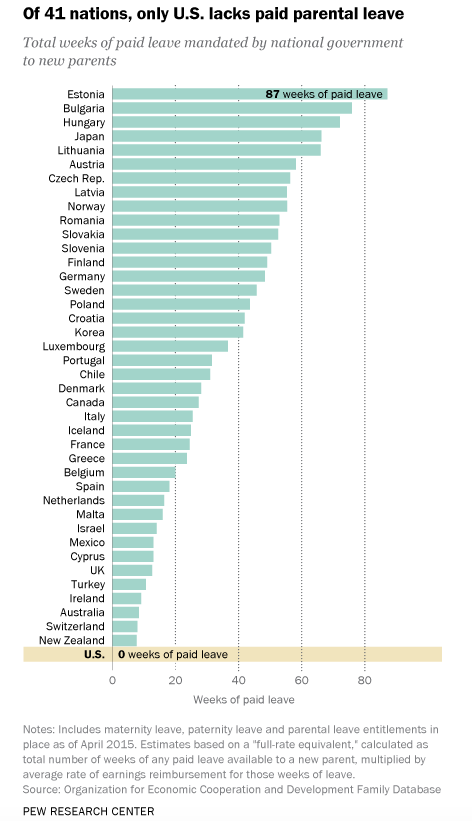 Of 41 nations, only U.S. lacks paid parental leave
Total weeks of paid leave mandated by national government
to new parents
Estonia 87 weeks of paid leave
Bulgaria
Hungary
Japan
Lithuania
Austria
Czech Rep.
Latvia
Norway
Romania
Slovakia
Slovenia
Finland
Germany
Sweden
Poland
Croatia
Korea
Luxembourg
Portugal
Chile
Denmark
Canada
Italy
Iceland
France
Greece
Belgium
Spain
Netherlands
Malta
Israel
Mexico
Cyprus
UK
Turkey
Ireland
Australia
Switzerland
New Zealand
U.S. 0 weeks of paid leave
0 20 40 60 80
Weeks of paid leave
Notes: Includes maternity leave, paternity leave and parental leave entitlements in
place as of April 2015. Estimates based on a "full-rate equivalent," calculated as
total number of weeks of any paid leave available to a new parent, multiplied by
average rate of earnings reimbursement for those weeks of leave.
Source: Organization for Economic Cooperation and Development Family Database
PEW RESEARCH CENTER